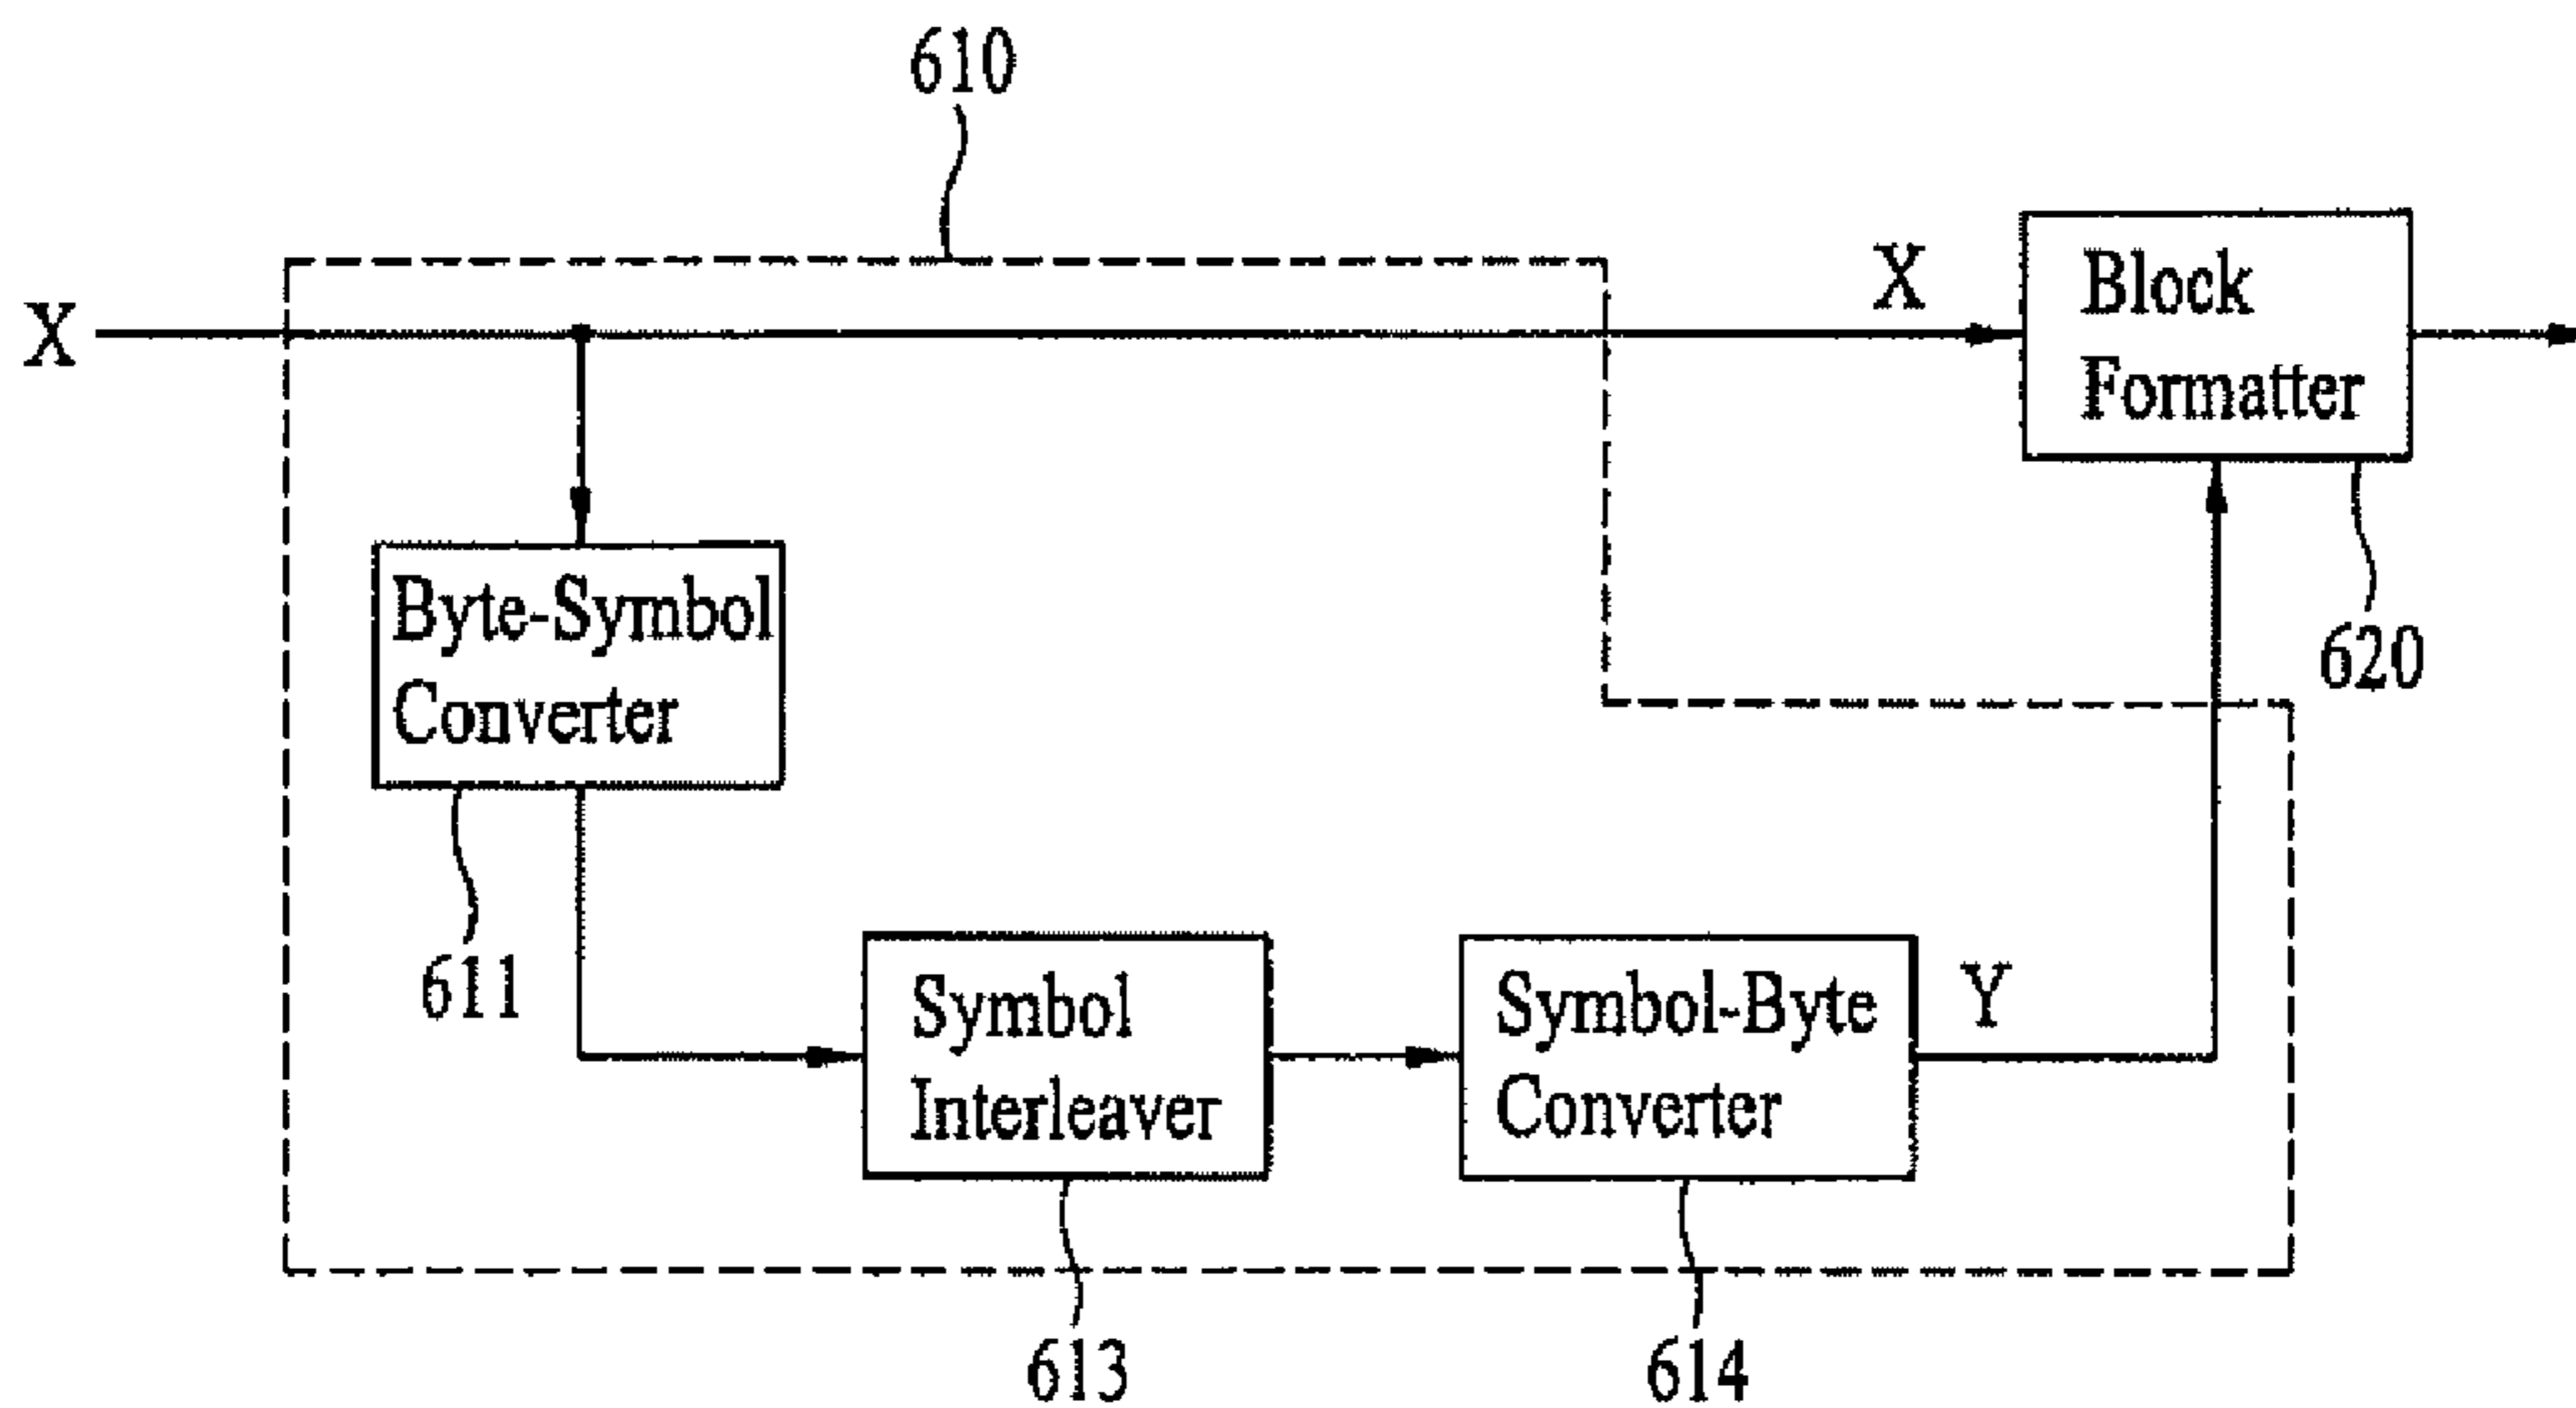 610
X
X
Block
Formatter
Byte-Symbol
Converter
620
611
Symbol
Interleaver
Symbol-Byte
Converter
Y
613
614